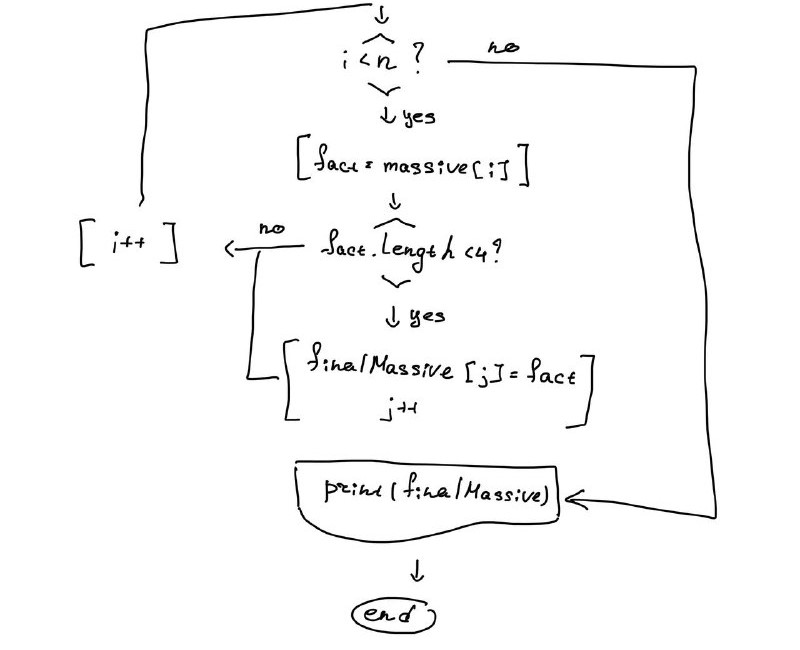 i < n ?
no
yes
[fact = massive[i]]
no
[i++]
fact.Length < 4?
yes
[finalMassive [j] = fact
j++]
print(finalMassive)
end